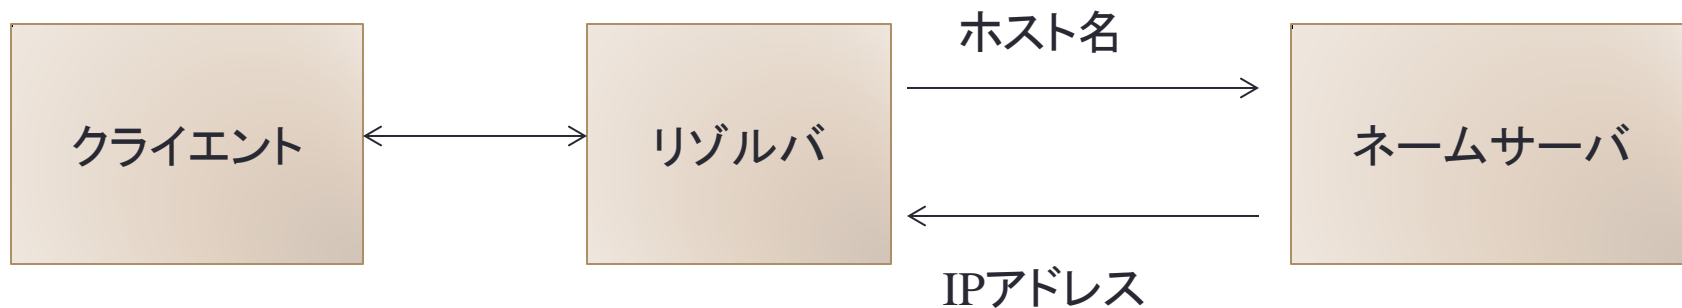 ホスト名
クライエント
リゾルバ
ネームサーバ
IPアドレス